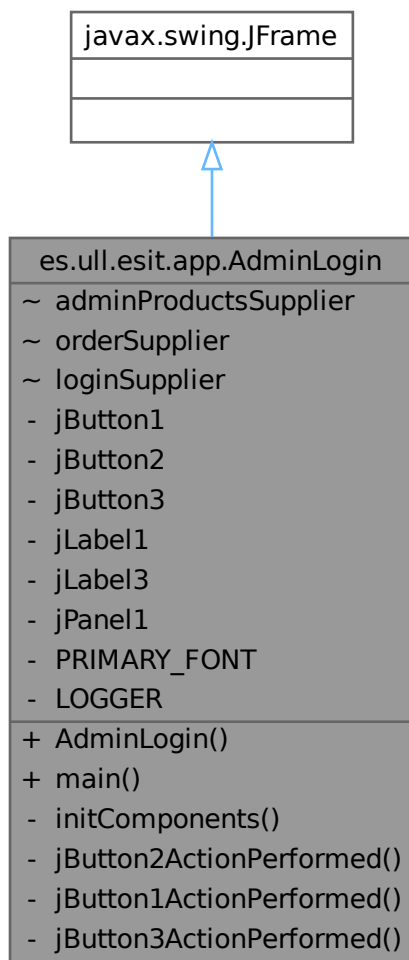 javax.swing.JFrame
es.ull.esit.app.AdminLogin
~ adminProductsSupplier
~ orderSupplier
~ loginSupplier
- jButton1
- jButton2
- jButton3
- jLabel1
- jLabel3
- jPanel1
- PRIMARY_FONT
- LOGGER
+ AdminLogin()
+ main()
- initComponents()
- jButton2ActionPerformed()
- jButton1ActionPerformed()
- jButton3ActionPerformed()